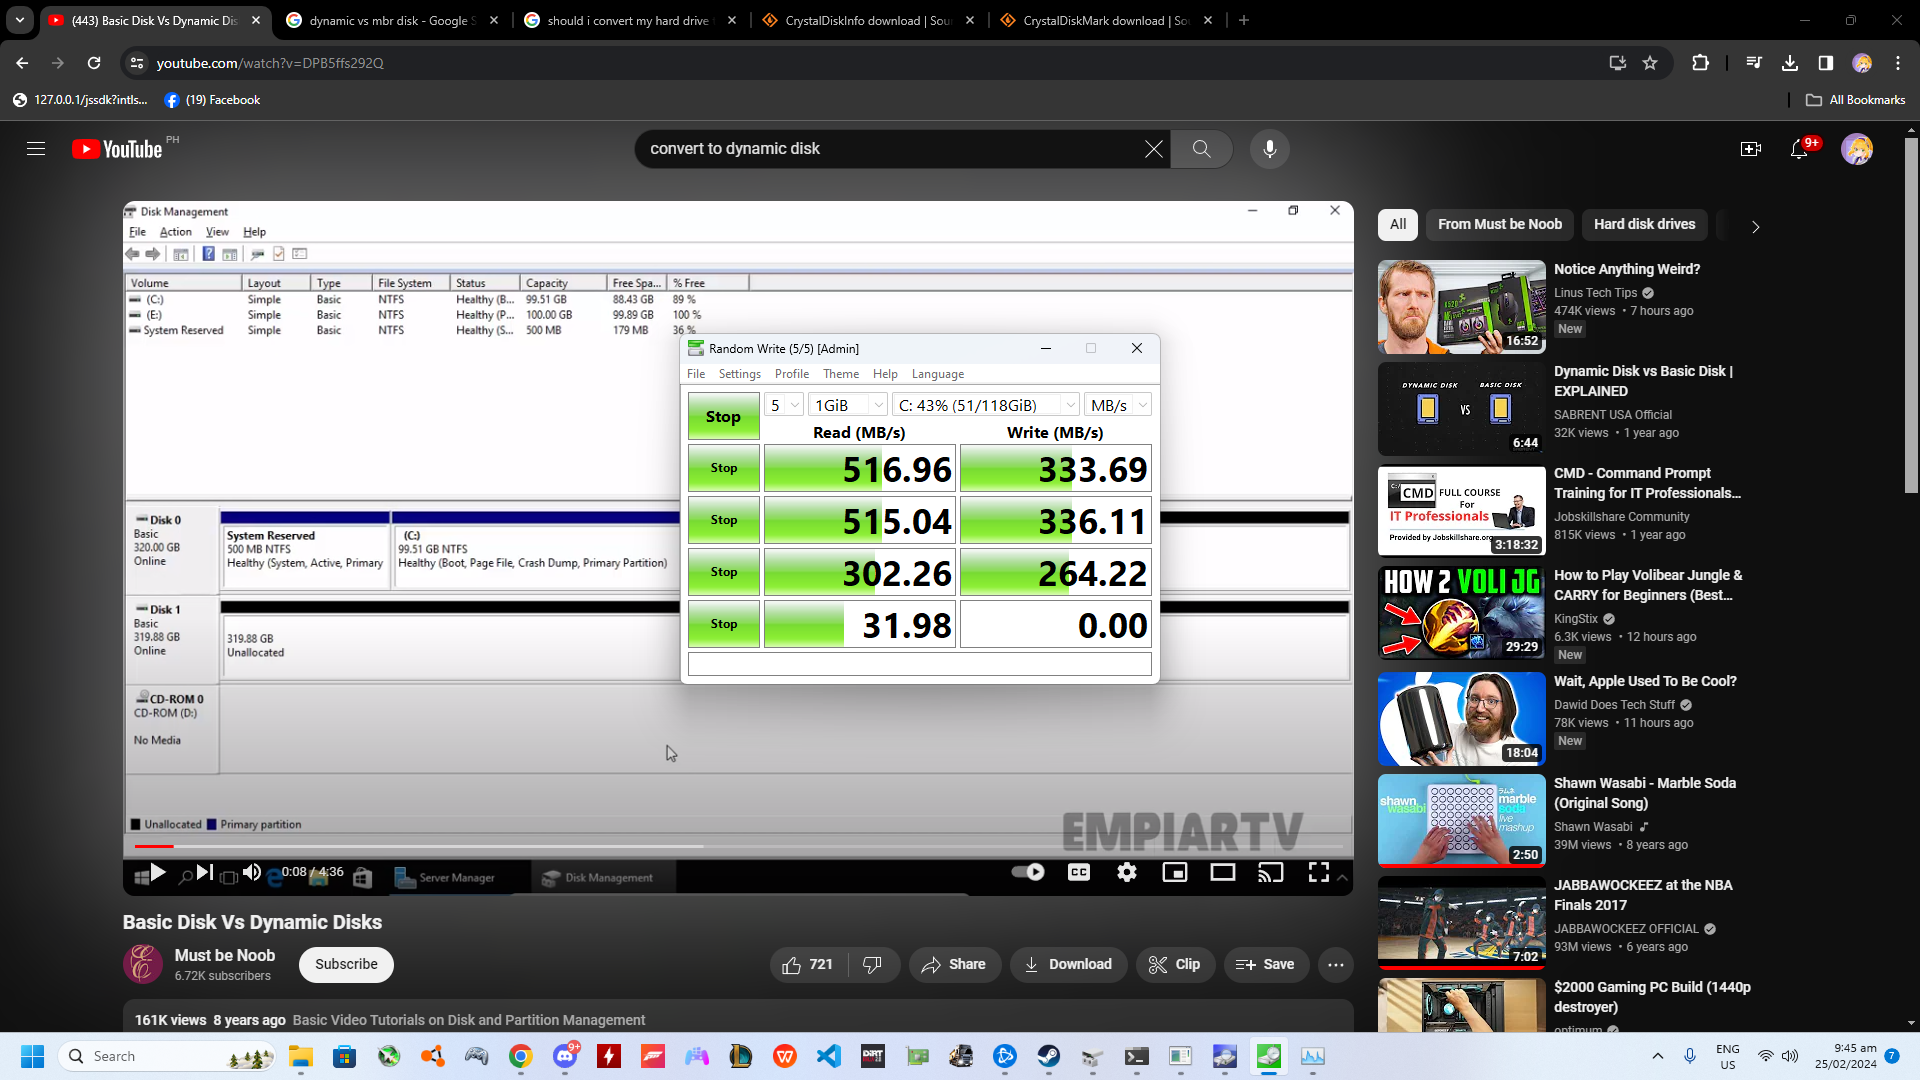 (443) Basic Disk Vs Dynamic Dis
dynamic vs mbr disk - Google S
should i convert my hard drive
CrystalDiskInfo download | Sour
CrystalDiskMark download | So
youtube.com/watch?v=DPB5ffs292Q
127.0.0.1/jssdk?intls...
(19) Facebook
All Bookmarks
YouTube PH
convert to dynamic disk
9+
Disk Management
File Action View Help
Volume Layout Type File System Status Capacity Free Spa... % Free
(C:) Simple Basic NTFS Healthy (B... 99.51 GB 88.43 GB 89 %
(E:) Simple Basic NTFS Healthy (P... 100.00 GB 99.89 GB 100 %
System Reserved Simple Basic NTFS Healthy (S... 500 MB 179 MB 36 %
Disk 0
Basic
320.00 GB
Online
System Reserved
500 MB NTFS
Healthy (System, Active, Primary
(C:)
99.51 GB NTFS
Healthy (Boot, Page File, Crash Dump, Primary Partition)
Disk 1
Basic
319.88 GB
Online
319.88 GB
Unallocated
CD-ROM 0
CD-ROM (D:)
No Media
Unallocated Primary partition
EMPIARTV
Random Write (5/5) [Admin]
File Settings Profile Theme Help Language
Stop 5 1GiB C: 43% (51/118GiB) MB/s
Read (MB/s) Write (MB/s)
Stop 516.96 333.69
Stop 515.04 336.11
Stop 302.26 264.22
Stop 31.98 0.00
0:08 / 4:36
Server Manager
Disk Management
CC
Basic Disk Vs Dynamic Disks
Must be Noob
6.72K subscribers
Subscribe
721
Share
Download
Clip
Save
161K views 8 years ago Basic Video Tutorials on Disk and Partition Management
All
From Must be Noob
Hard disk drives
16:52
Notice Anything Weird?
Linus Tech Tips
474K views • 7 hours ago
New
DYNAMIC DISK VS BASIC DISK
6:44
Dynamic Disk vs Basic Disk |
EXPLAINED
SABRENT USA Official
32K views • 1 year ago
C:\ CMD FULL COURSE
For
IT Professionals
Provided by Jobskillshare.org
3:18:32
CMD - Command Prompt
Training for IT Professionals...
Jobskillshare Community
815K views • 1 year ago
HOW 2 VOLI JG
29:29
How to Play Volibear Jungle &
CARRY for Beginners (Best...
KingStix
6.3K views • 12 hours ago
New
18:04
Wait, Apple Used To Be Cool?
Dawid Does Tech Stuff
78K views • 11 hours ago
New
shawn
wasabi
ラムネ
marble
soda
live
mashup
2:50
Shawn Wasabi - Marble Soda
(Original Song)
Shawn Wasabi
39M views • 8 years ago
7:02
JABBAWOCKEEZ at the NBA
Finals 2017
JABBAWOCKEEZ OFFICIAL
93M views • 6 years ago
$2000 Gaming PC Build (1440p
destroyer)
optimum
Search
9+
DiRT
ENG
US
9:45 am
25/02/2024
7